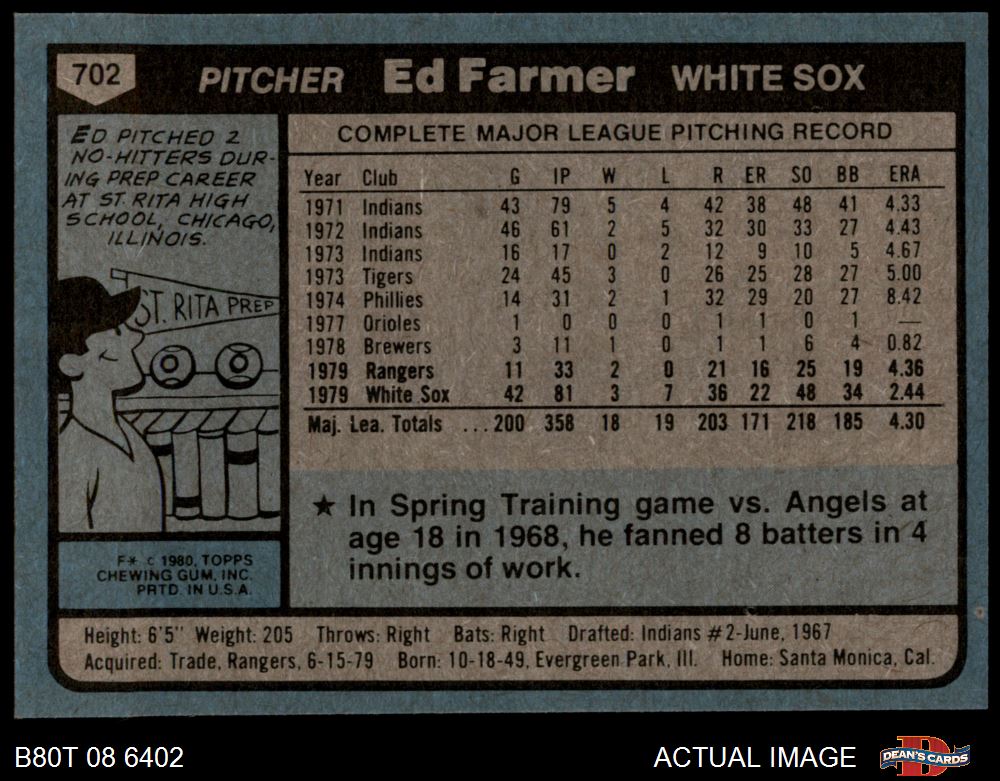 702 PITCHER Ed Farmer WHITE SOX
ED PITCHED 2
NO-HITTERS DUR-
ING PREP CAREER
AT ST. RITA HIGH
SCHOOL, CHICAGO,
ILLINOIS.
ST. RITA PREP
F* © 1980, TOPPS
CHEWING GUM, INC.
PRTD. IN U.S.A.
COMPLETE MAJOR LEAGUE PITCHING RECORD
Year Club G IP W L R ER SO BB ERA
1971 Indians 43 79 5 4 42 38 48 41 4.33
1972 Indians 46 61 2 5 32 30 33 27 4.43
1973 Indians 16 17 0 2 12 9 10 5 4.67
1973 Tigers 24 45 3 0 26 25 28 27 5.00
1974 Phillies 14 31 2 1 32 29 20 27 8.42
1977 Orioles 1 0 0 0 1 1 0 1 —
1978 Brewers 3 11 1 0 1 1 6 4 0.82
1979 Rangers 11 33 2 0 21 16 25 19 4.36
1979 White Sox 42 81 3 7 36 22 48 34 2.44
Maj. Lea. Totals ... 200 358 18 19 203 171 218 185 4.30
★ In Spring Training game vs. Angels at
age 18 in 1968, he fanned 8 batters in 4
innings of work.
Height: 6'5" Weight: 205 Throws: Right Bats: Right Drafted: Indians #2-June, 1967
Acquired: Trade, Rangers, 6-15-79 Born: 10-18-49, Evergreen Park, Ill. Home: Santa Monica, Cal.
B80T 08 6402 ACTUAL IMAGE DEAN'S CARDS